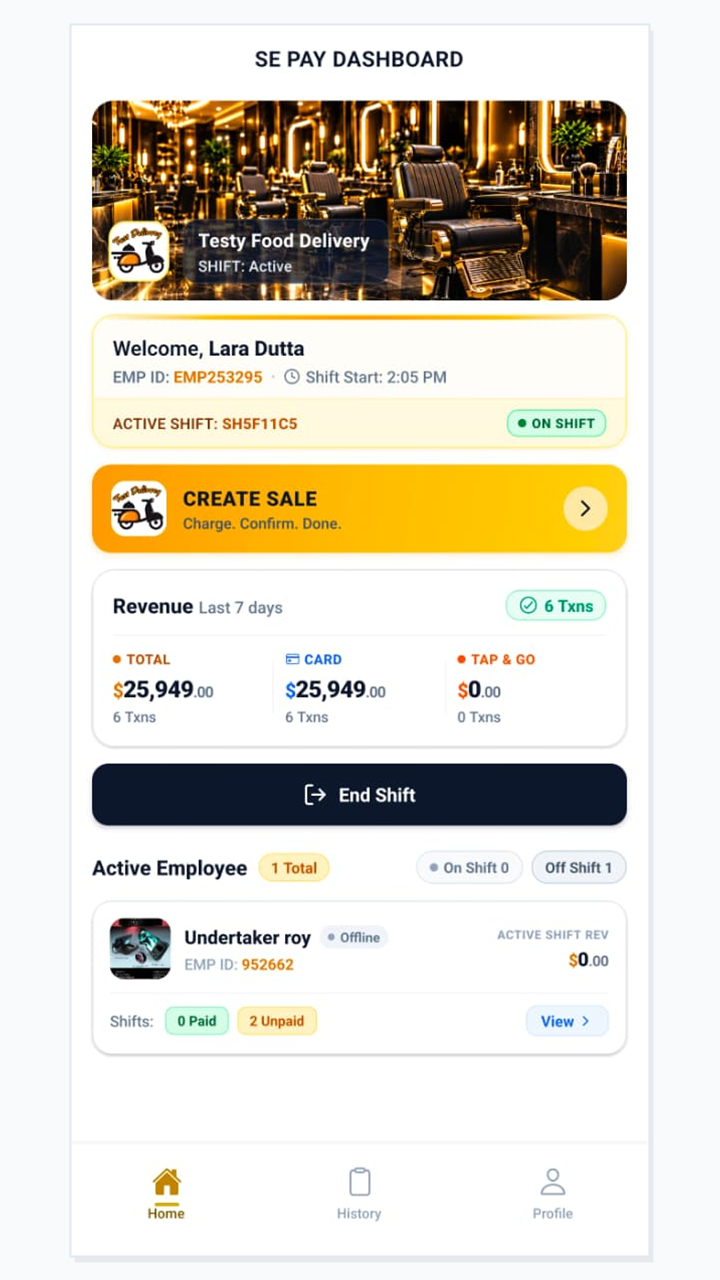 SE PAY DASHBOARD
Testy Food Delivery
SHIFT: Active
Welcome, Lara Dutta
EMP ID: EMP253295 · Shift Start: 2:05 PM
ACTIVE SHIFT: SH5F11C5
ON SHIFT
CREATE SALE
Charge. Confirm. Done.
Revenue Last 7 days
6 Txns
TOTAL
$25,949.00
6 Txns
CARD
$25,949.00
6 Txns
TAP & GO
$0.00
0 Txns
End Shift
Active Employee
1 Total
On Shift 0
Off Shift 1
Undertaker roy
Offline
EMP ID: 952662
ACTIVE SHIFT REV
$0.00
Shifts:
0 Paid
2 Unpaid
View
Home
History
Profile